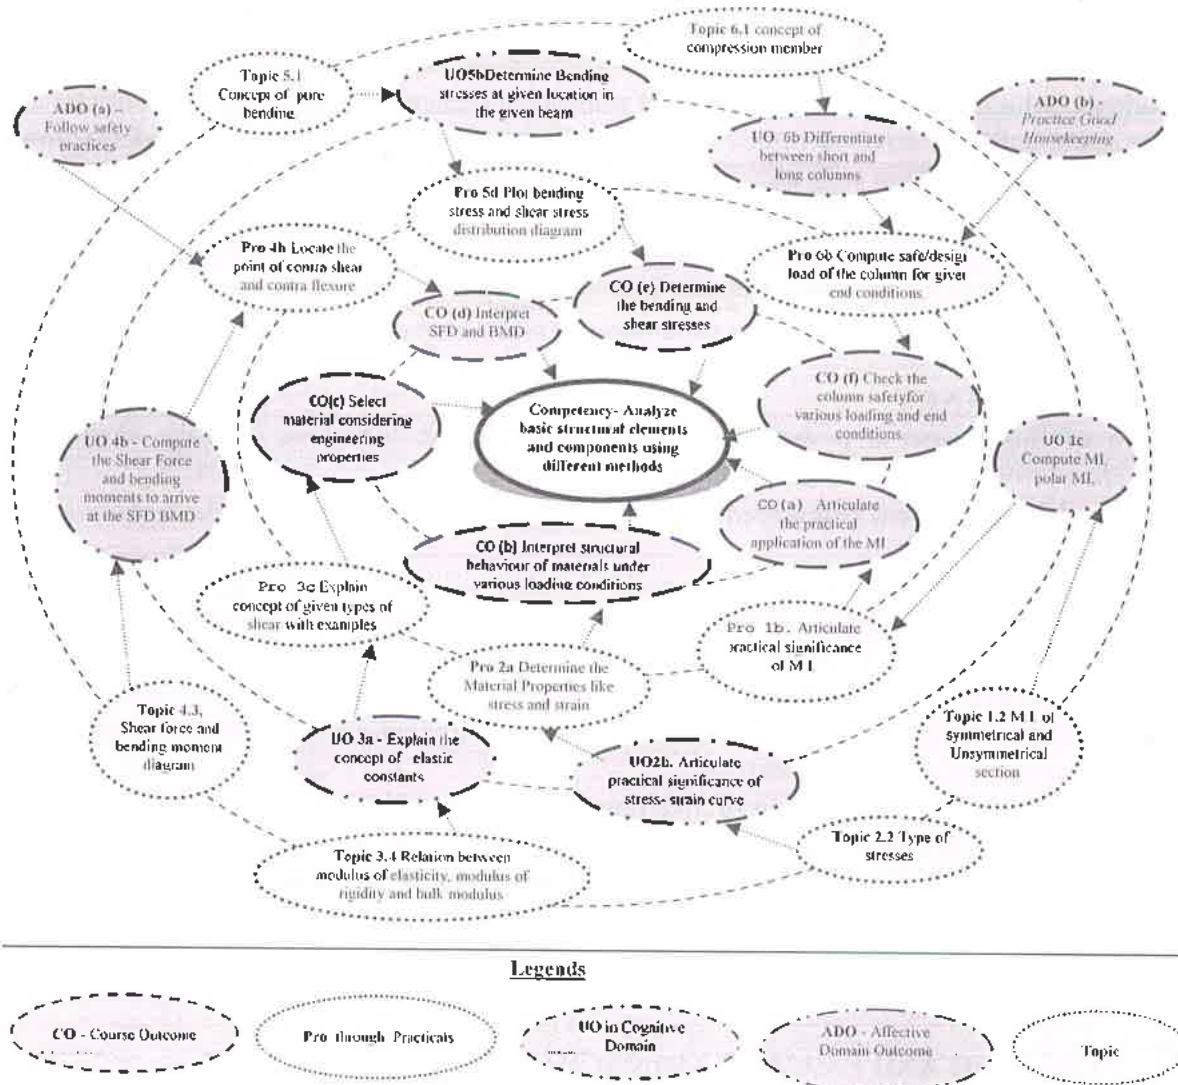 Topic 6.1 concept of
compression member
Topic 5.1
Concept of pure
bending
UO5bDetermine Bending
stresses at given location in
the given beam
ADO (a) -
Follow safety
practices
ADO (b) -
Practice Good
Housekeeping
UO. 6b Differentiate
between short and
long columns
Pro 5d Plot bending
stress and shear stress
distribution diagram
Pro 4h Locate the
point of contra shear
and contra flexure
Pro 6b Compute safe/design
load of the column for given
end conditions.
CO (e) Determine
the bending and
shear stresses
CO (d) Interpret
SFD and BMD
CO(c) Select
material considering
engineering
properties
Competency- Analyze
basic structural elements
and components using
different methods
CO (f) Check the
column safetyfor
various loading and end
conditions.
UO 4b - Compute
the Shear Force
and bending
moments to arrive
at the SFD BMD
UO 1c
Compute MI,
polar MI,
CO (a) Articulate
the practical
application of the MI
CO (b) Interpret structural
behaviour of materials under
various loading conditions
Pro 3c Explain
concept of given types of
shear with examples
Pro 1b. Articulate
practical significance
of M I
Pro 2a Determine the
Material Properties like
stress and strain
Topic 4.3,
Shear force and
bending moment
diagram
UO 3a - Explain the
concept of elastic
constants
UO2b. Articulate
practical significance of
stress- strain curve
Topic 1.2 M I of
symmetrical and
Unsymmetrical
section
Topic 2.2 Type of
stresses
Topic 3.4 Relation between
modulus of elasticity, modulus of
rigidity and bulk modulus
Legends
CO - Course Outcome
Pro through Practicals
UO in Cognitive
Domain
ADO - Affective
Domain Outcome
Topic